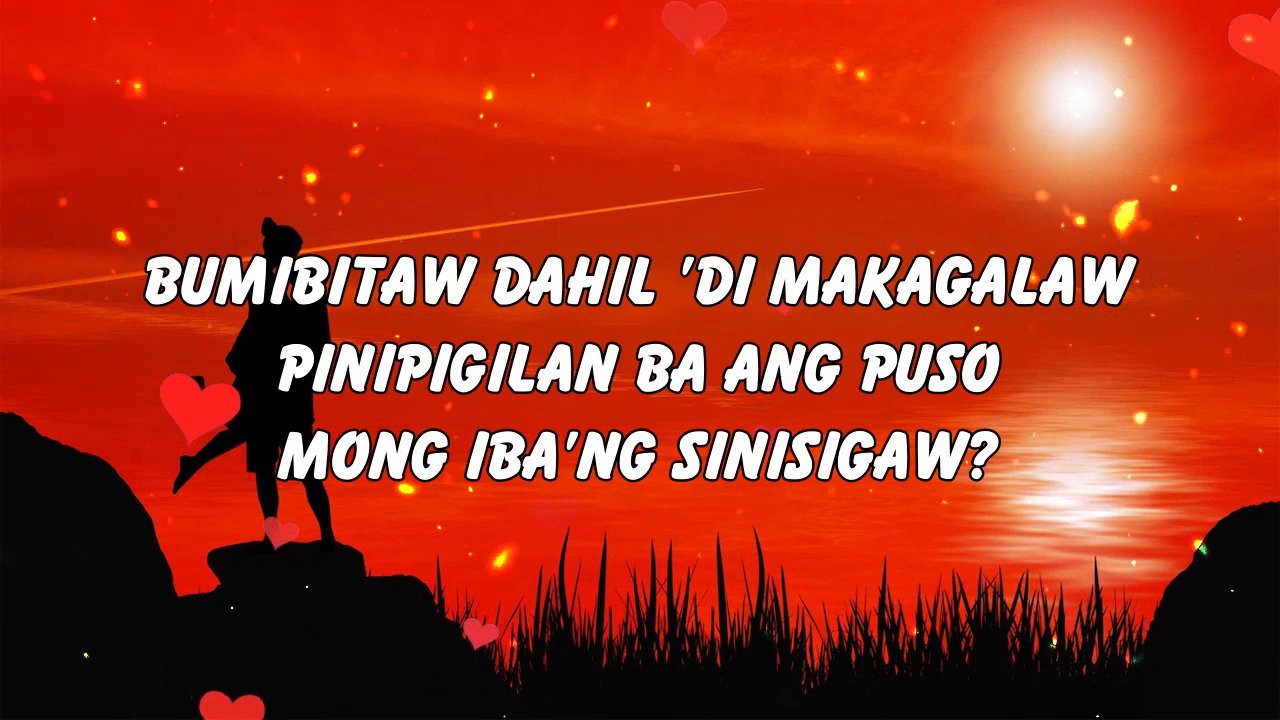 BUMIBITAW DAHIL 'DI MAKAGALAW
PINIPIGILAN BA ANG PUSO
MONG IBA'NG SINISIGAW?